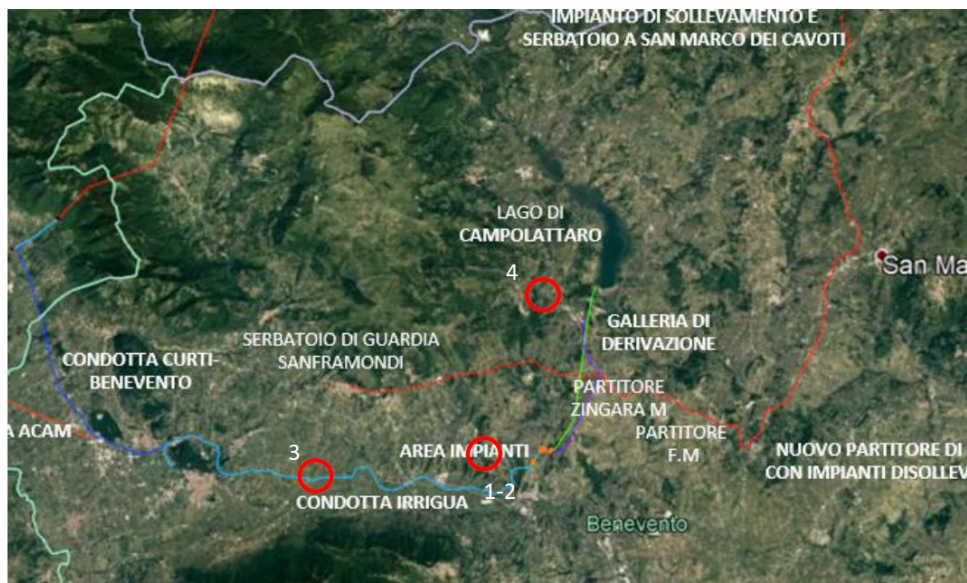 IMPIANTO DI SOLLEVAMENTO E
SERBATOIO A SAN MARCO DEI CAVOTI
LAGO DI
CAMPOLATTARO
4
San Ma
GALLERIA DI
DERIVAZIONE
SERBATOIO DI GUARDIA
SANFRAMONDI
CONDOTTA CURTI-
BENEVENTO
PARTITORE
ZINGARA M
PARTITORE
F.M
A ACAM
AREA IMPIANTI
NUOVO PARTITORE DI
CON IMPIANTI DISOLLEV
3
CONDOTTA IRRIGUA
1-2
Benevento